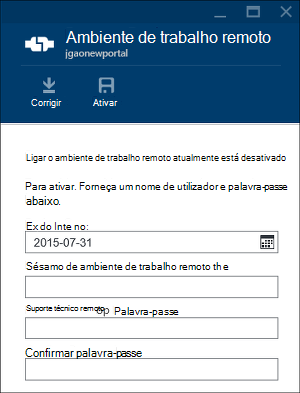 Ambiente de trabalho remoto
jgaonewportal
Corrigir
Ativar
Ligar o ambiente de trabalho remoto atualmente está desativado
Para ativar. Forneça um nome de utilizador e palavra-passe
abaixo.
Ex do Inte no:
2015-07-31
Sésamo de ambiente de trabalho remoto the
Suporte técnico remoto Op Palavra-passe
Confirmar palavra-passe